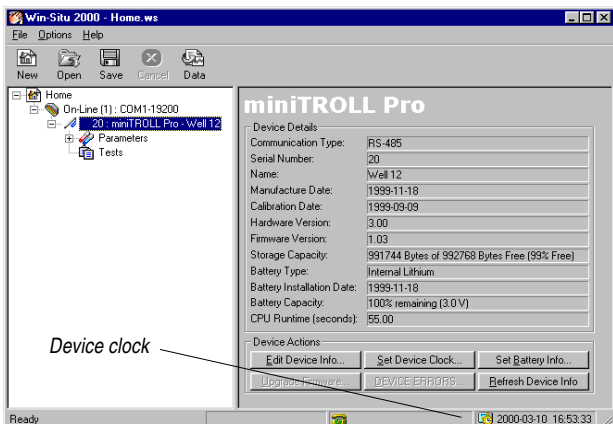 Win-Situ 2000 - Home.ws
File Options Help
New Open Save Cancel Data
Home
On-Line (1) : COM1-19200
20 : miniTROLL Pro - Well 12
Parameters
Tests
miniTROLL Pro
Device Details
Communication Type: RS-485
Serial Number: 20
Name: Well 12
Manufacture Date: 1999-11-18
Calibration Date: 1999-09-09
Hardware Version: 3.00
Firmware Version: 1.03
Storage Capacity: 991744 Bytes of 992768 Bytes Free (99% Free)
Battery Type: Internal Lithium
Battery Installation Date: 1999-11-18
Battery Capacity: 100% remaining (3.0 V)
CPU Runtime (seconds): 55.00
Device Actions
Edit Device Info... Set Device Clock... Set Battery Info...
Upgrade Firmware... DEVICE ERRORS... Refresh Device Info
Device clock
Ready 2000-03-10 16:53:33